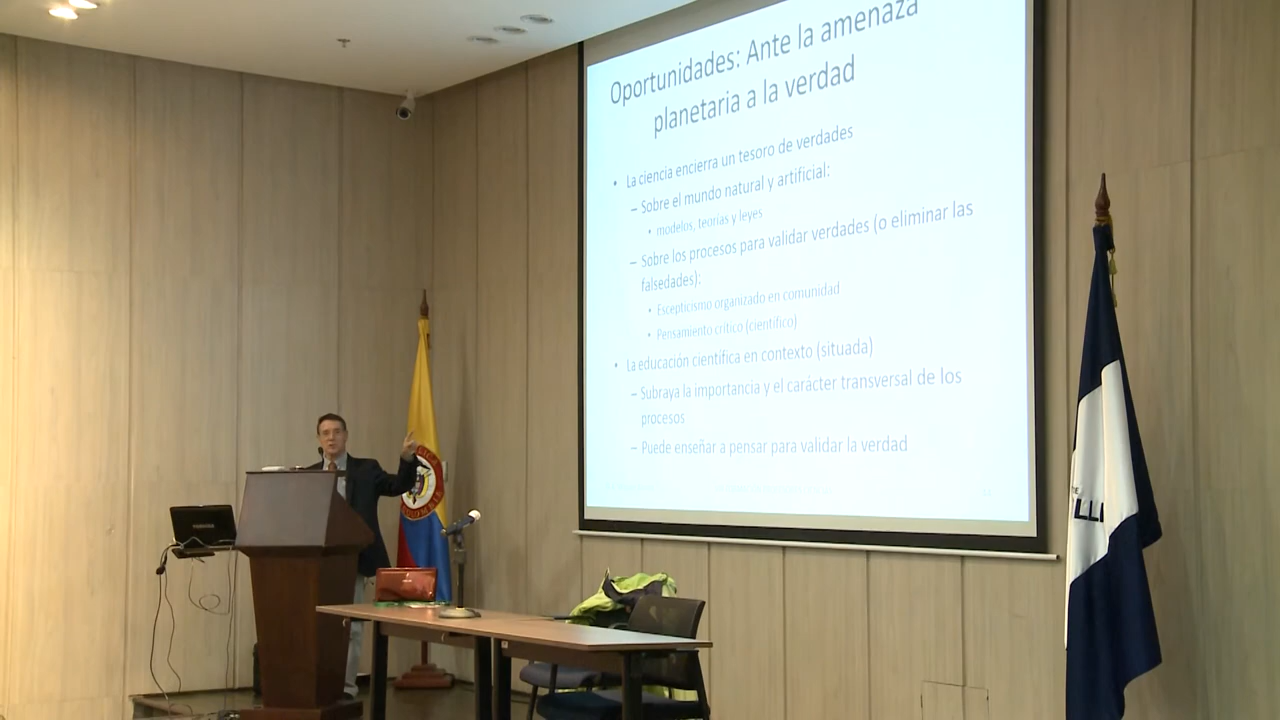 Oportunidades: Ante la amenaza
planetaria a la verdad
• La ciencia encierra un tesoro de verdades
– Sobre el mundo natural y artificial:
• modelos, teorías y leyes
– Sobre los procesos para validar verdades (o eliminar las
falsedades):
• Escepticismo organizado en comunidad
• Pensamiento crítico (científico)
• La educación científica en contexto (situada)
– Subraya la importancia y el carácter transversal de los
procesos
– Puede enseñar a pensar para validar la verdad
COLOMBIA
DE
LLE